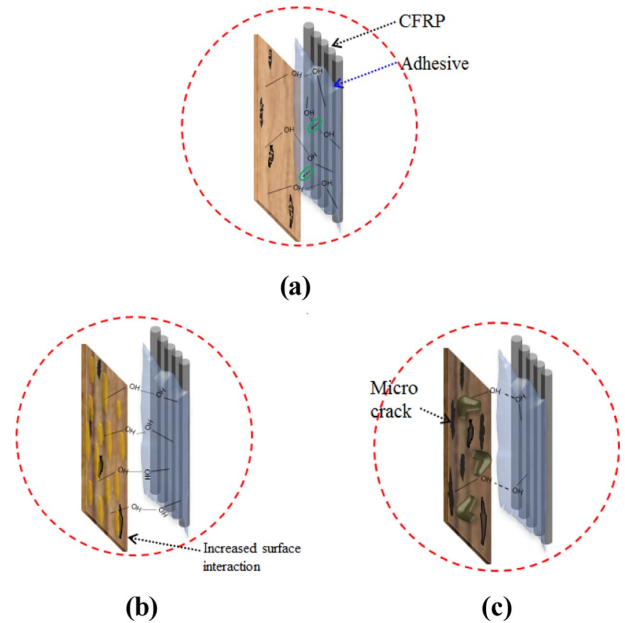 CFRP
Adhesive
OH OH
OH
OH OH
OH
OH OH
(a)
OH OH
OH OH
OH OH
OH OH
Increased surface
interaction
(b)
Micro
crack
OH OH
OH OH
(c)